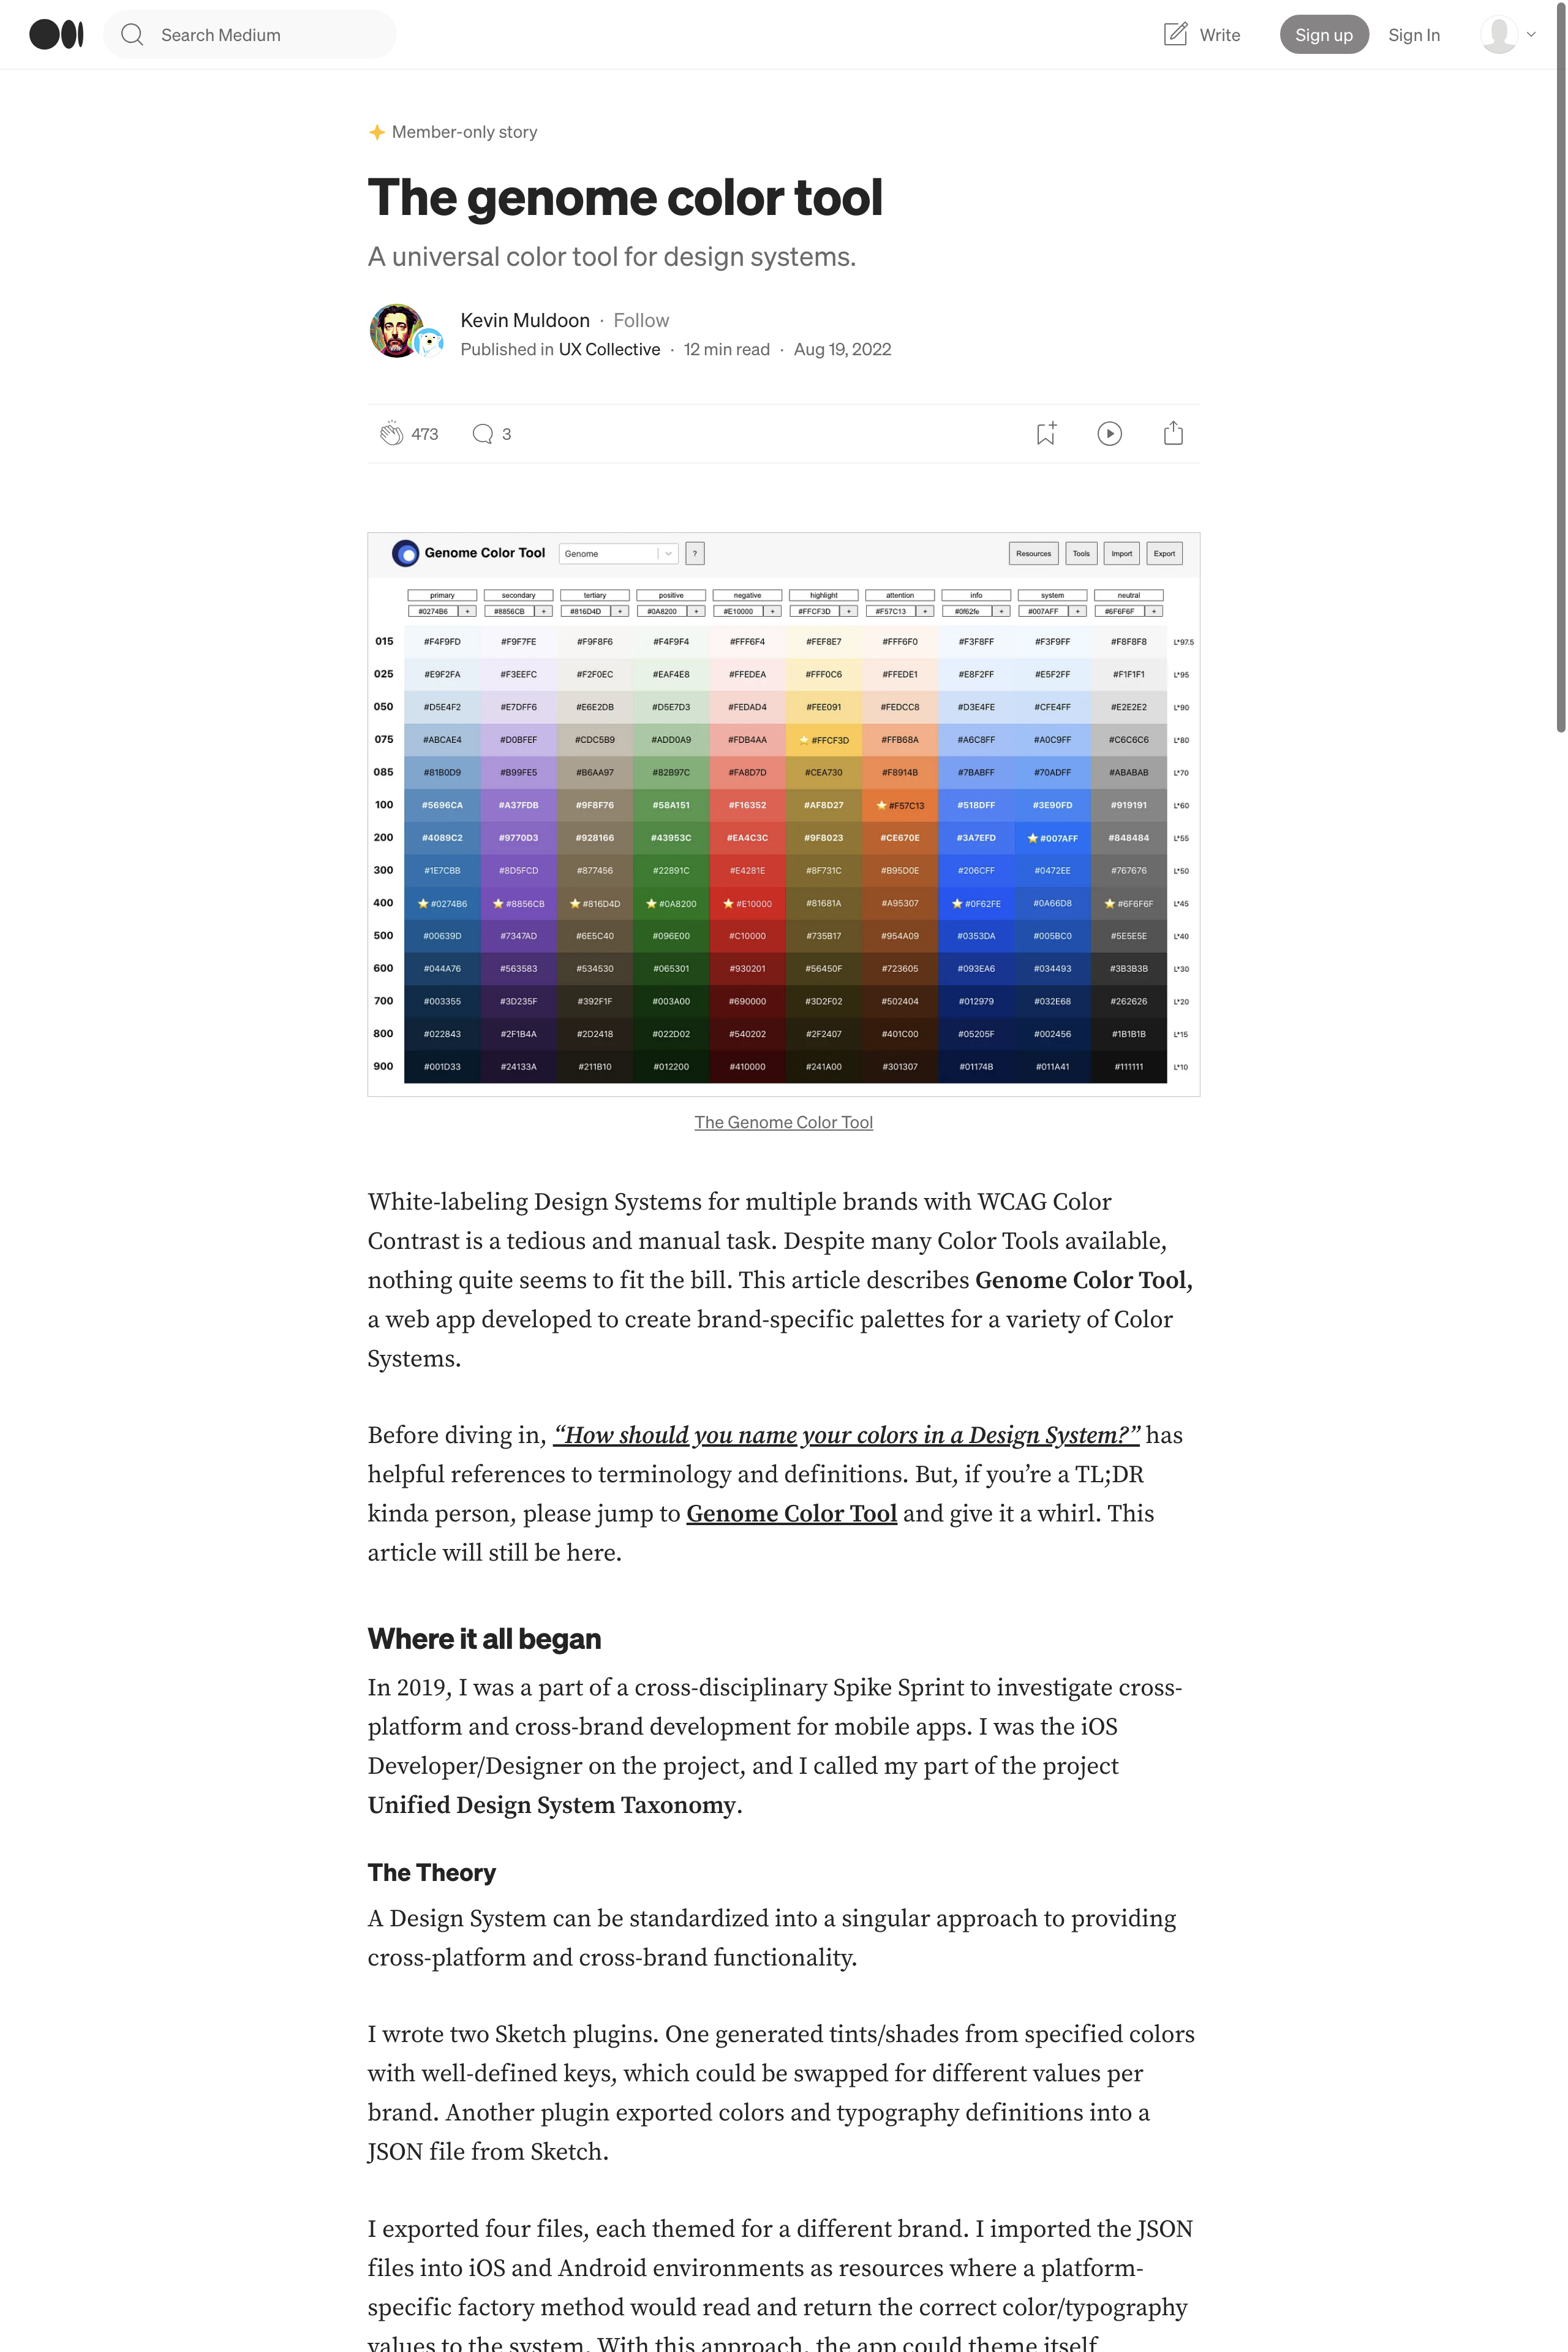 Search Medium
Write
Sign up
Sign In
Member-only story
The genome color tool
A universal color tool for design systems.
Kevin Muldoon · Follow
Published in UX Collective · 12 min read · Aug 19, 2022
473
3
Genome Color Tool
Genome
?
Resources
Tools
Import
Export
primary secondary tertiary positive negative highlight attention info system neutral
#0274B6 + #8856CB + #816D4D + #0A8200 + #E10000 + #FFCF3D + #F57C13 + #0f62fe + #007AFF + #6F6F6F +
015 #F4F9FD #F9F7FE #F9F8F6 #F4F9F4 #FFF6F4 #FEF8E7 #FFF6F0 #F3F8FF #F3F9FF #F8F8F8 L*97.5
025 #E9F2FA #F3EEFC #F2F0EC #EAF4E8 #FFEDEA #FFF0C6 #FFEDE1 #E8F2FF #E5F2FF #F1F1F1 L*95
050 #D5E4F2 #E7DFF6 #E6E2DB #D5E7D3 #FEDAD4 #FEE091 #FEDCC8 #D3E4FE #CFE4FF #E2E2E2 L*90
075 #ABCAE4 #D0BFEF #CDC5B9 #ADD0A9 #FDB4AA #FFCF3D #FFB68A #A6C8FF #A0C9FF #C6C6C6 L*80
085 #81B0D9 #B99FE5 #B6AA97 #82B97C #FA8D7D #CEA730 #F8914B #7BABFF #70ADFF #ABABAB L*70
100 #5696CA #A37FDB #9F8F76 #58A151 #F16352 #AF8D27 #F57C13 #518DFF #3E90FD #919191 L*60
200 #4089C2 #9770D3 #928166 #43953C #EA4C3C #9F8023 #CE670E #3A7EFD #007AFF #848484 L*55
300 #1E7CBB #8D5FCD #877456 #22891C #E4281E #8F731C #B95D0E #206CFF #0472EE #767676 L*50
400 #0274B6 #8856CB #816D4D #0A8200 #E10000 #81681A #A95307 #0F62FE #0A66D8 #6F6F6F L*45
500 #00639D #7347AD #6E5C40 #096E00 #C10000 #735B17 #954A09 #0353DA #005BC0 #5E5E5E L*40
600 #044A76 #563583 #534530 #065301 #930201 #56450F #723605 #093EA6 #034493 #3B3B3B L*30
700 #003355 #3D235F #392F1F #003A00 #690000 #3D2F02 #502404 #012979 #032E68 #262626 L*20
800 #022843 #2F1B4A #2D2418 #022D02 #540202 #2F2407 #401C00 #05205F #002456 #1B1B1B L*15
900 #001D33 #24133A #211B10 #012200 #410000 #241A00 #301307 #01174B #011A41 #111111 L*10
The Genome Color Tool
White-labeling Design Systems for multiple brands with WCAG Color
Contrast is a tedious and manual task. Despite many Color Tools available,
nothing quite seems to fit the bill. This article describes Genome Color Tool,
a web app developed to create brand-specific palettes for a variety of Color
Systems.
Before diving in, “How should you name your colors in a Design System?” has
helpful references to terminology and definitions. But, if you’re a TL;DR
kinda person, please jump to Genome Color Tool and give it a whirl. This
article will still be here.
Where it all began
In 2019, I was a part of a cross-disciplinary Spike Sprint to investigate cross-
platform and cross-brand development for mobile apps. I was the iOS
Developer/Designer on the project, and I called my part of the project
Unified Design System Taxonomy.
The Theory
A Design System can be standardized into a singular approach to providing
cross-platform and cross-brand functionality.
I wrote two Sketch plugins. One generated tints/shades from specified colors
with well-defined keys, which could be swapped for different values per
brand. Another plugin exported colors and typography definitions into a
JSON file from Sketch.
I exported four files, each themed for a different brand. I imported the JSON
files into iOS and Android environments as resources where a platform-
specific factory method would read and return the correct color/typography
values to the system. With this approach, the app could theme itself